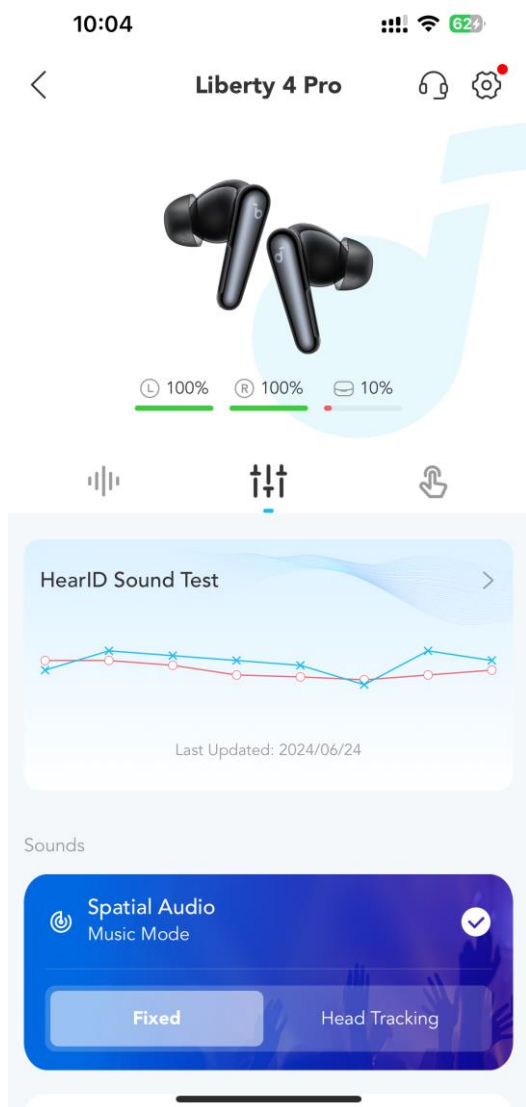 10:04
62
Liberty 4 Pro
L 100% R 100% 10%
HearID Sound Test
Last Updated: 2024/06/24
Sounds
Spatial Audio
Music Mode
Fixed Head Tracking